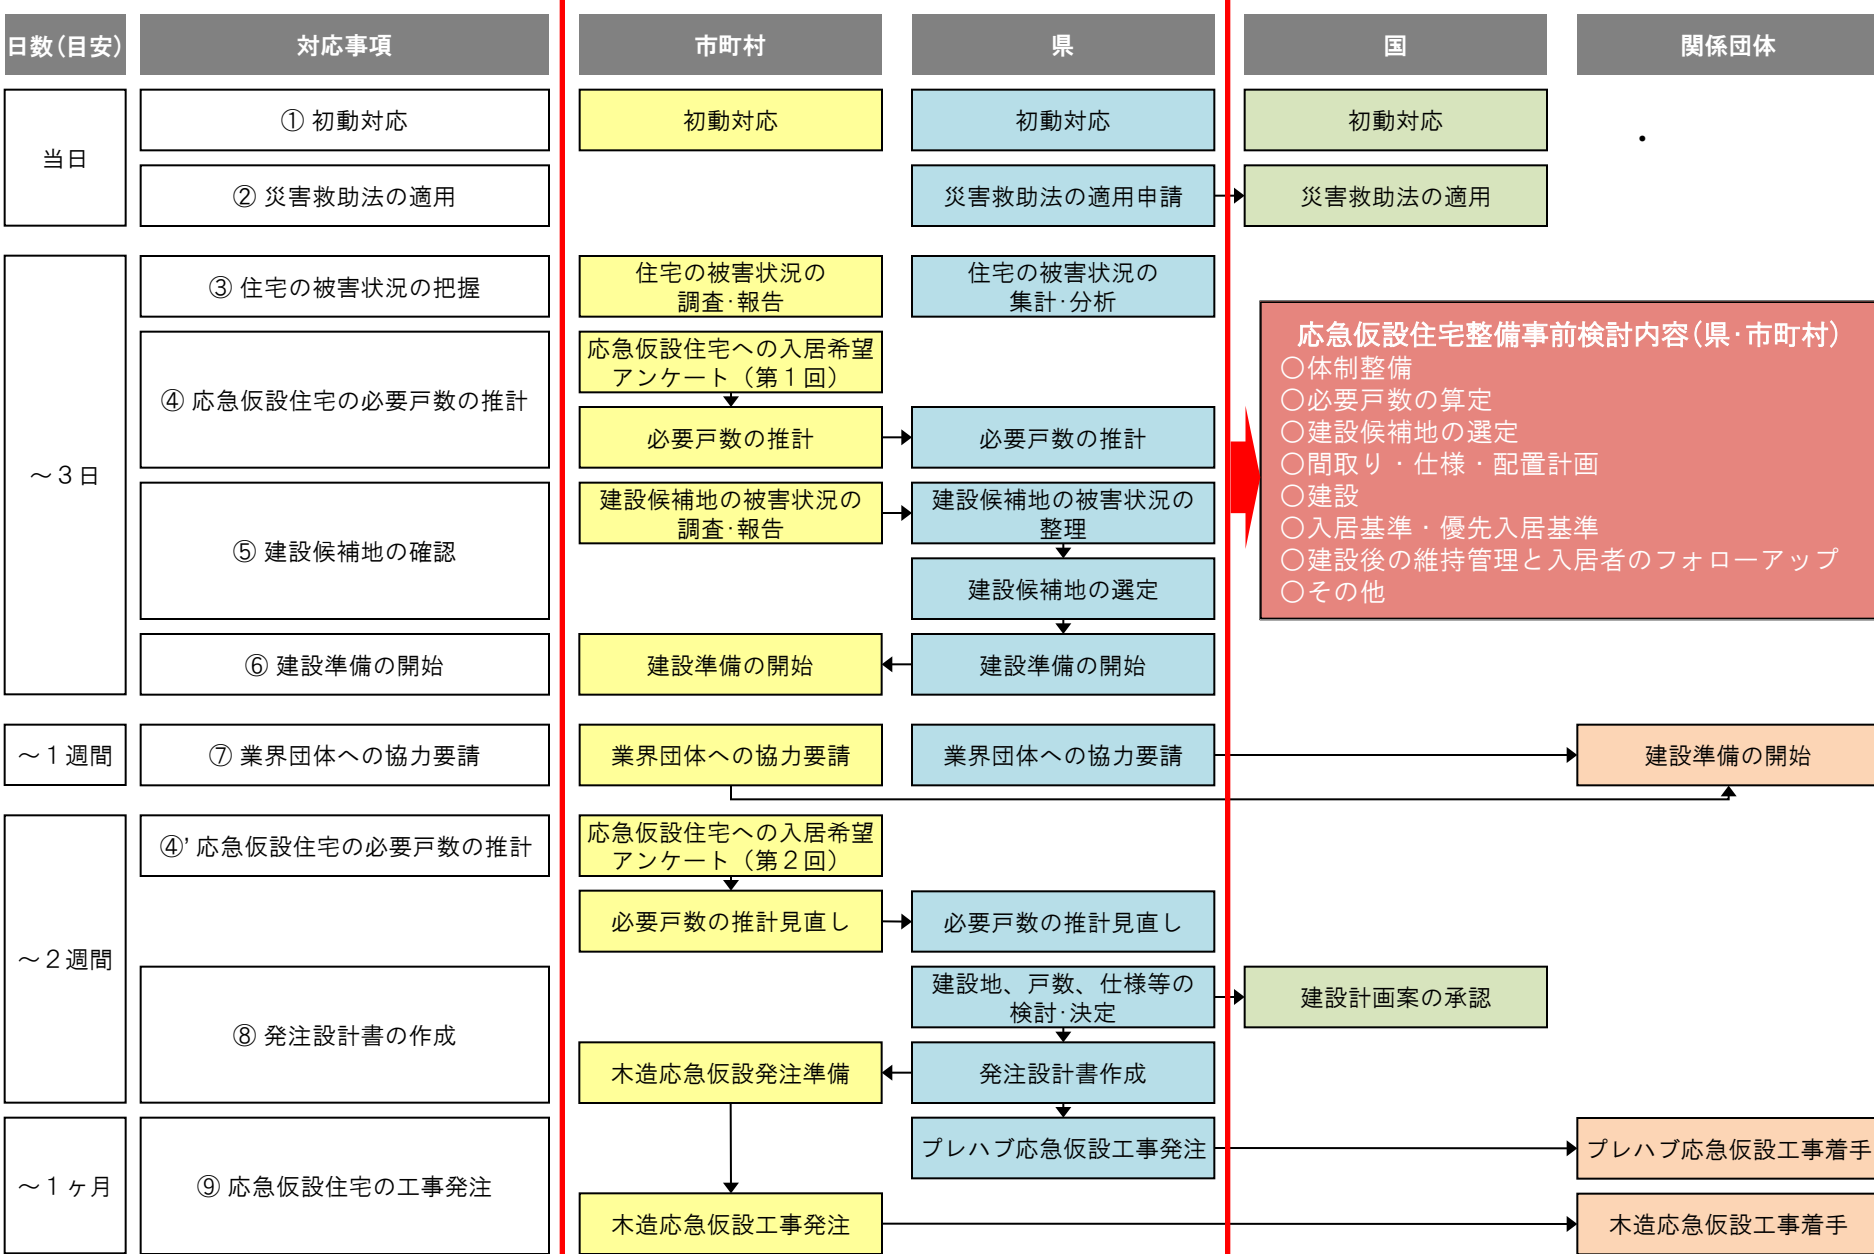 日数(目安)
対応事項
市町村
県
国
関係団体
当日
① 初動対応
初動対応
初動対応
初動対応
・
② 災害救助法の適用
災害救助法の適用申請
災害救助法の適用
～３日
③ 住宅の被害状況の把握
住宅の被害状況の
調査･報告
住宅の被害状況の
集計･分析
④ 応急仮設住宅の必要戸数の推計
応急仮設住宅への入居希望
アンケート（第１回）
必要戸数の推計
必要戸数の推計
⑤ 建設候補地の確認
建設候補地の被害状況の
調査･報告
建設候補地の被害状況の
整理
建設候補地の選定
⑥ 建設準備の開始
建設準備の開始
建設準備の開始
応急仮設住宅整備事前検討内容(県･市町村)
○体制整備
○必要戸数の算定
○建設候補地の選定
○間取り・仕様・配置計画
○建設
○入居基準・優先入居基準
○建設後の維持管理と入居者のフォローアップ
○その他
～１週間
⑦ 業界団体への協力要請
業界団体への協力要請
業界団体への協力要請
建設準備の開始
～２週間
④’ 応急仮設住宅の必要戸数の推計
応急仮設住宅への入居希望
アンケート（第２回）
必要戸数の推計見直し
必要戸数の推計見直し
⑧ 発注設計書の作成
建設地、戸数、仕様等の
検討･決定
建設計画案の承認
木造応急仮設発注準備
発注設計書作成
～１ヶ月
⑨ 応急仮設住宅の工事発注
プレハブ応急仮設工事発注
プレハブ応急仮設工事着手
木造応急仮設工事発注
木造応急仮設工事着手